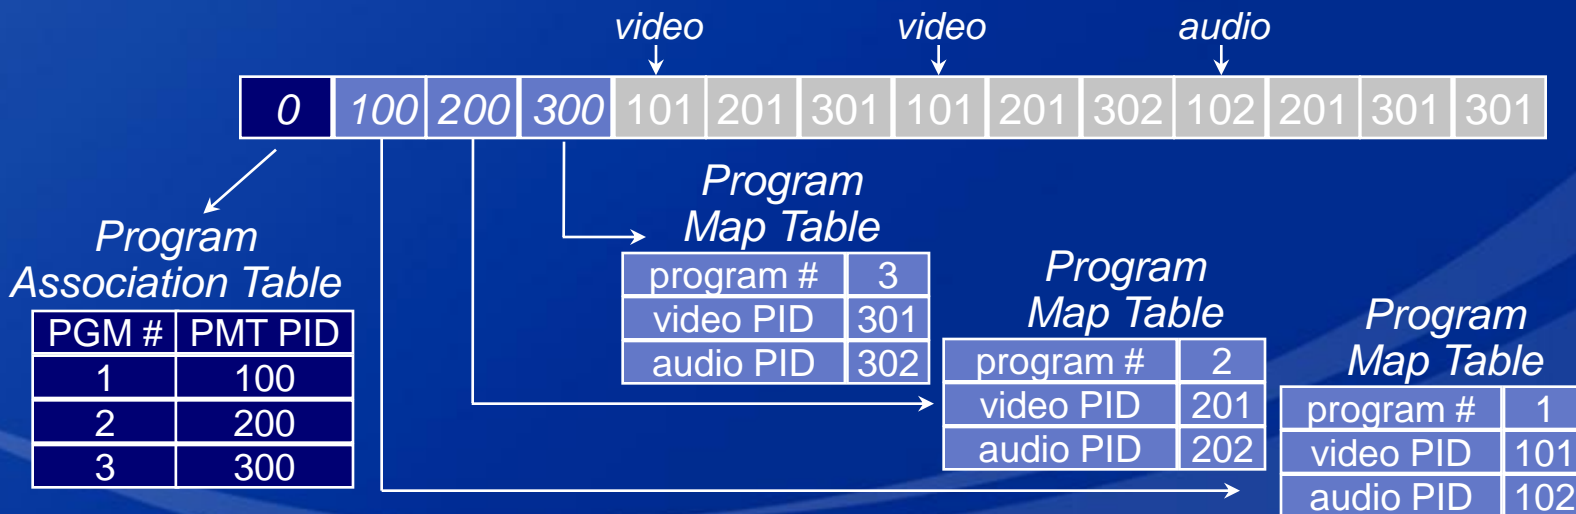 video video audio
0 100 200 300 101 201 301 101 201 302 102 201 301 301
Program
Association Table
PGM # PMT PID
1 100
2 200
3 300
Program
Map Table
program # 3
video PID 301
audio PID 302
Program
Map Table
program # 2
video PID 201
audio PID 202
Program
Map Table
program # 1
video PID 101
audio PID 102